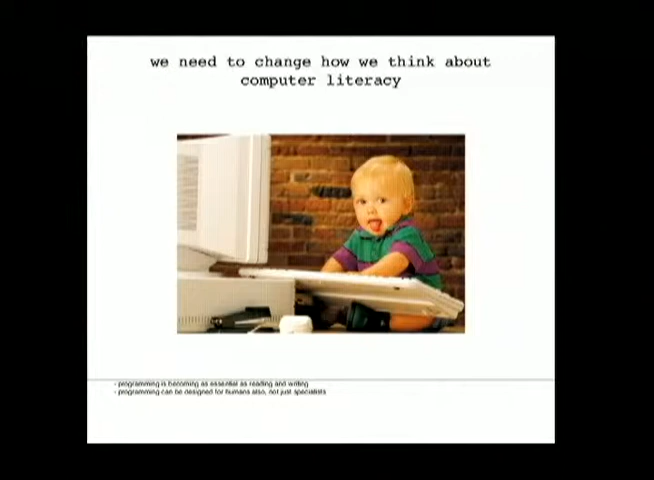 we need to change how we think about
computer literacy
- programming is becoming as essential as reading and writing
- programming can be designed for humans also, not just specialists